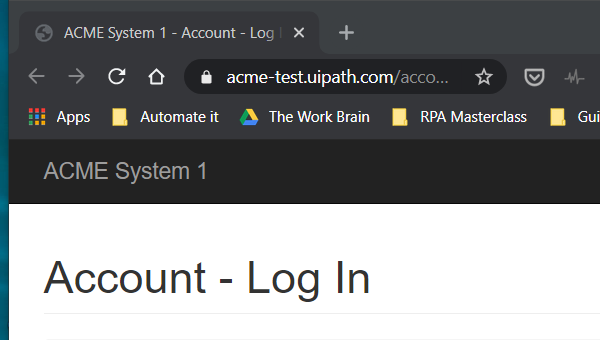 ACME System 1 - Account - Log
acme-test.uipath.com/acco...
Apps Automate it The Work Brain RPA Masterclass Gui
ACME System 1
Account - Log In